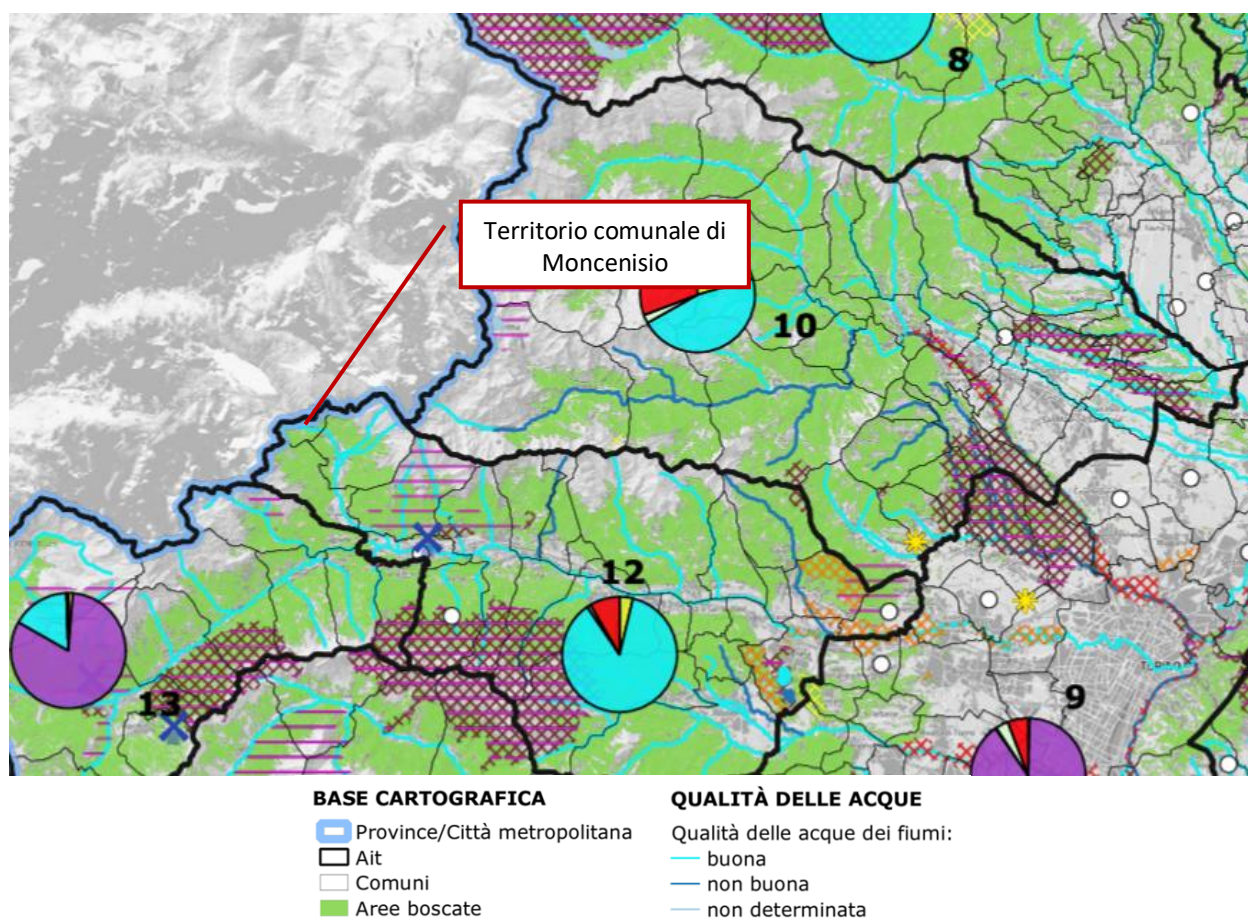 8
Territorio comunale di
Moncenisio
10
12
13
9
BASE CARTOGRAFICA
Province/Città metropolitana
Ait
Comuni
Aree boscate
QUALITÀ DELLE ACQUE
Qualità delle acque dei fiumi:
buona
non buona
non determinata